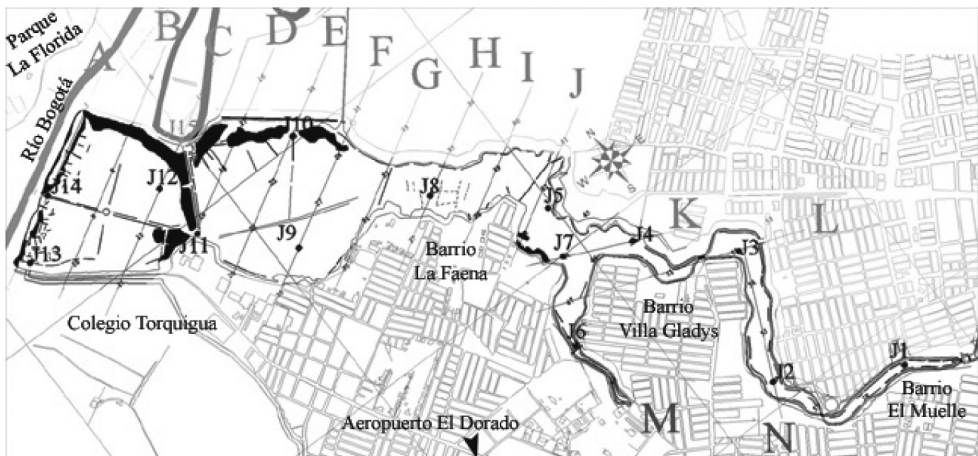 Parque
La Florida
Río Bogotá
A
B
C
D
E
F
G
H
I
J
K
L
M
N
J15
J10
J14
J12
J8
J5
J13
J11
J9
J7
J4
J3
J6
J2
J1
N
E
S
W
Barrio
La Faena
Barrio
Villa Gladys
Colegio Torquigua
Aeropuerto El Dorado
Barrio
El Muelle